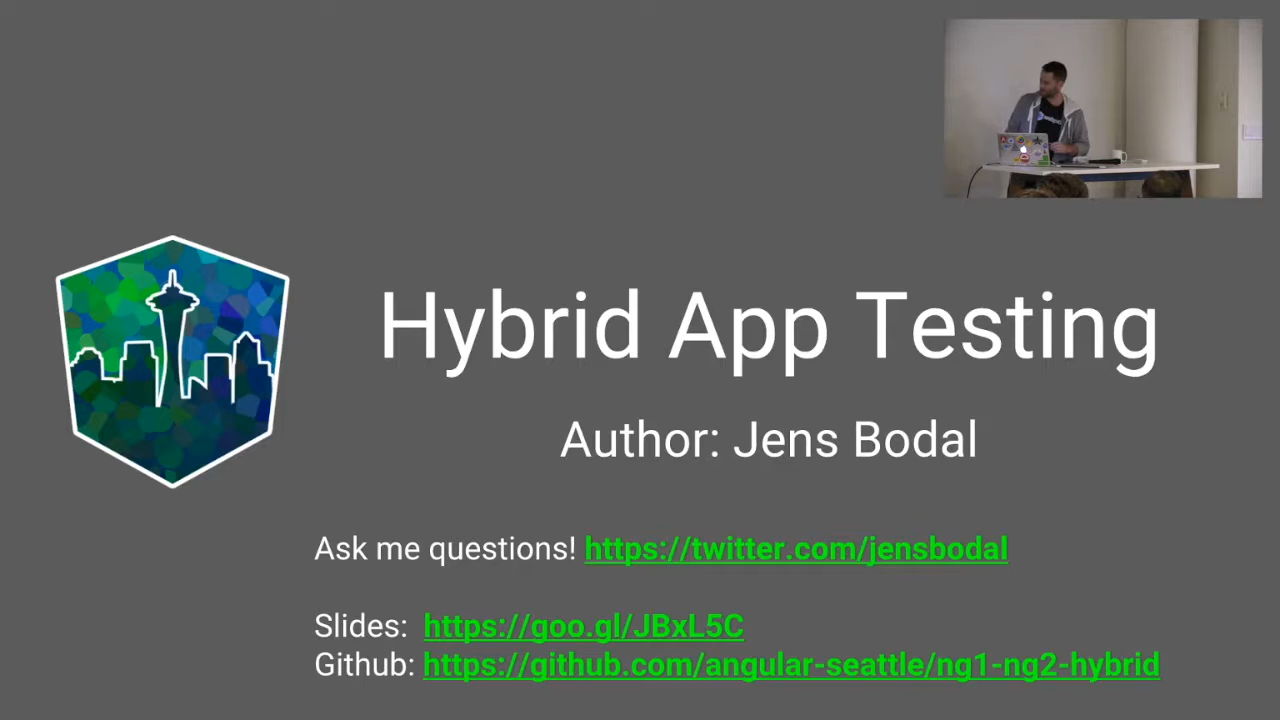 Hybrid App Testing
Author: Jens Bodal
Ask me questions! https://twitter.com/jensbodal
Slides: https://goo.gl/JBxL5C
Github: https://github.com/angular-seattle/ng1-ng2-hybrid